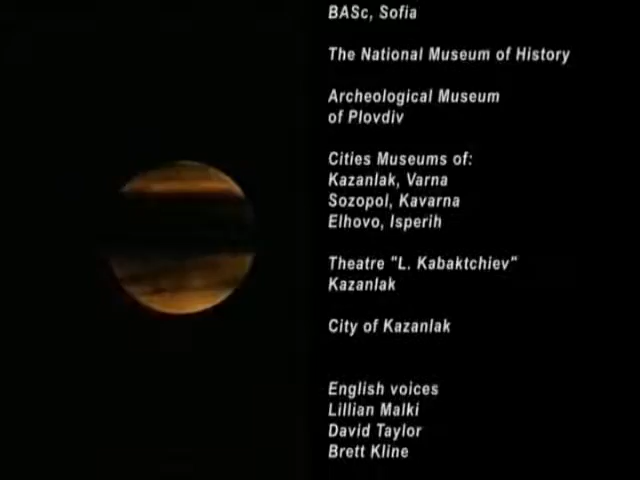 BASc, Sofia
The National Museum of History
Archeological Museum
of Plovdiv
Cities Museums of:
Kazanlak, Varna
Sozopol, Kavarna
Elhovo, Isperih
Theatre "L. Kabaktchiev"
Kazanlak
City of Kazanlak
English voices
Lillian Malki
David Taylor
Brett Kline